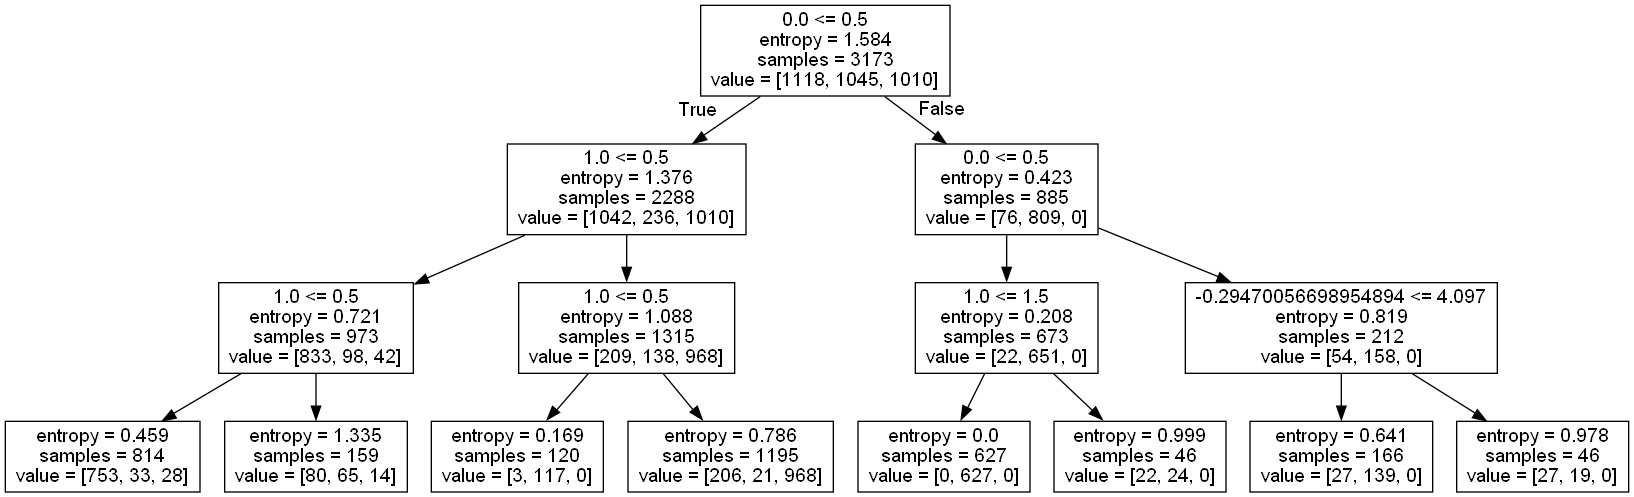 0.0 <= 0.5
entropy = 1.584
samples = 3173
value = [1118, 1045, 1010]
True
False
1.0 <= 0.5
entropy = 1.376
samples = 2288
value = [1042, 236, 1010]
0.0 <= 0.5
entropy = 0.423
samples = 885
value = [76, 809, 0]
1.0 <= 0.5
entropy = 0.721
samples = 973
value = [833, 98, 42]
1.0 <= 0.5
entropy = 1.088
samples = 1315
value = [209, 138, 968]
1.0 <= 1.5
entropy = 0.208
samples = 673
value = [22, 651, 0]
-0.29470056698954894 <= 4.097
entropy = 0.819
samples = 212
value = [54, 158, 0]
entropy = 0.459
samples = 814
value = [753, 33, 28]
entropy = 1.335
samples = 159
value = [80, 65, 14]
entropy = 0.169
samples = 120
value = [3, 117, 0]
entropy = 0.786
samples = 1195
value = [206, 21, 968]
entropy = 0.0
samples = 627
value = [0, 627, 0]
entropy = 0.999
samples = 46
value = [22, 24, 0]
entropy = 0.641
samples = 166
value = [27, 139, 0]
entropy = 0.978
samples = 46
value = [27, 19, 0]